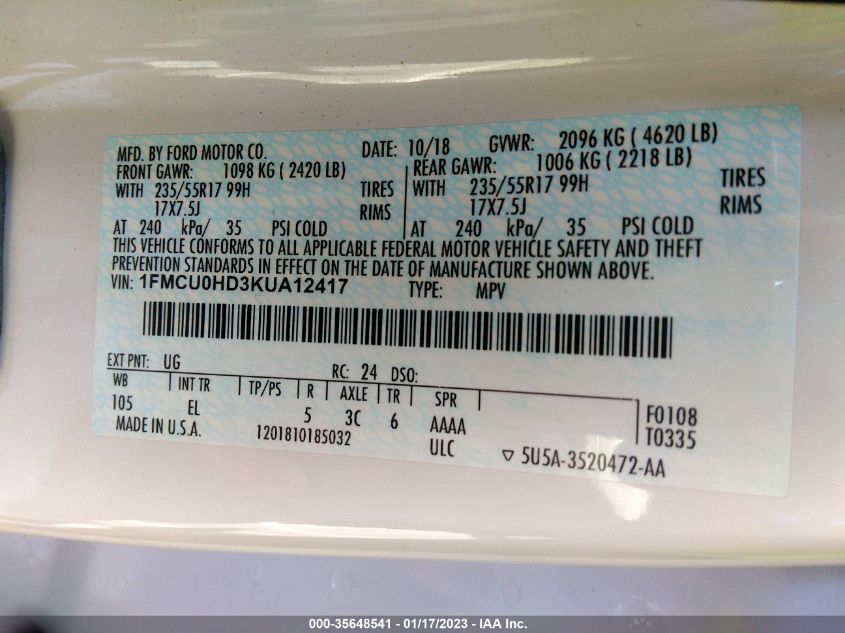 MFD. BY FORD MOTOR CO. DATE: 10/18 GVWR: 2096 KG ( 4620 LB)
FRONT GAWR: 1098 KG ( 2420 LB) REAR GAWR: 1006 KG ( 2218 LB)
WITH 235/55R17 99H TIRES WITH 235/55R17 99H TIRES
17X7.5J RIMS 17X7.5J RIMS
AT 240 kPa/ 35 PSI COLD AT 240 kPa/ 35 PSI COLD
THIS VEHICLE CONFORMS TO ALL APPLICABLE FEDERAL MOTOR VEHICLE SAFETY AND THEFT
PREVENTION STANDARDS IN EFFECT ON THE DATE OF MANUFACTURE SHOWN ABOVE.
VIN: 1FMCU0HD3KUA12417 TYPE: MPV
EXT PNT: UG RC: 24 DSO:
WB INT TR TP/PS R AXLE TR SPR
105 EL 5 3C 6 AAAA F0108
MADE IN U.S.A. 1201810185032 ULC T0335
5U5A-3520472-AA
000-35648541 - 01/17/2023 - IAA Inc.